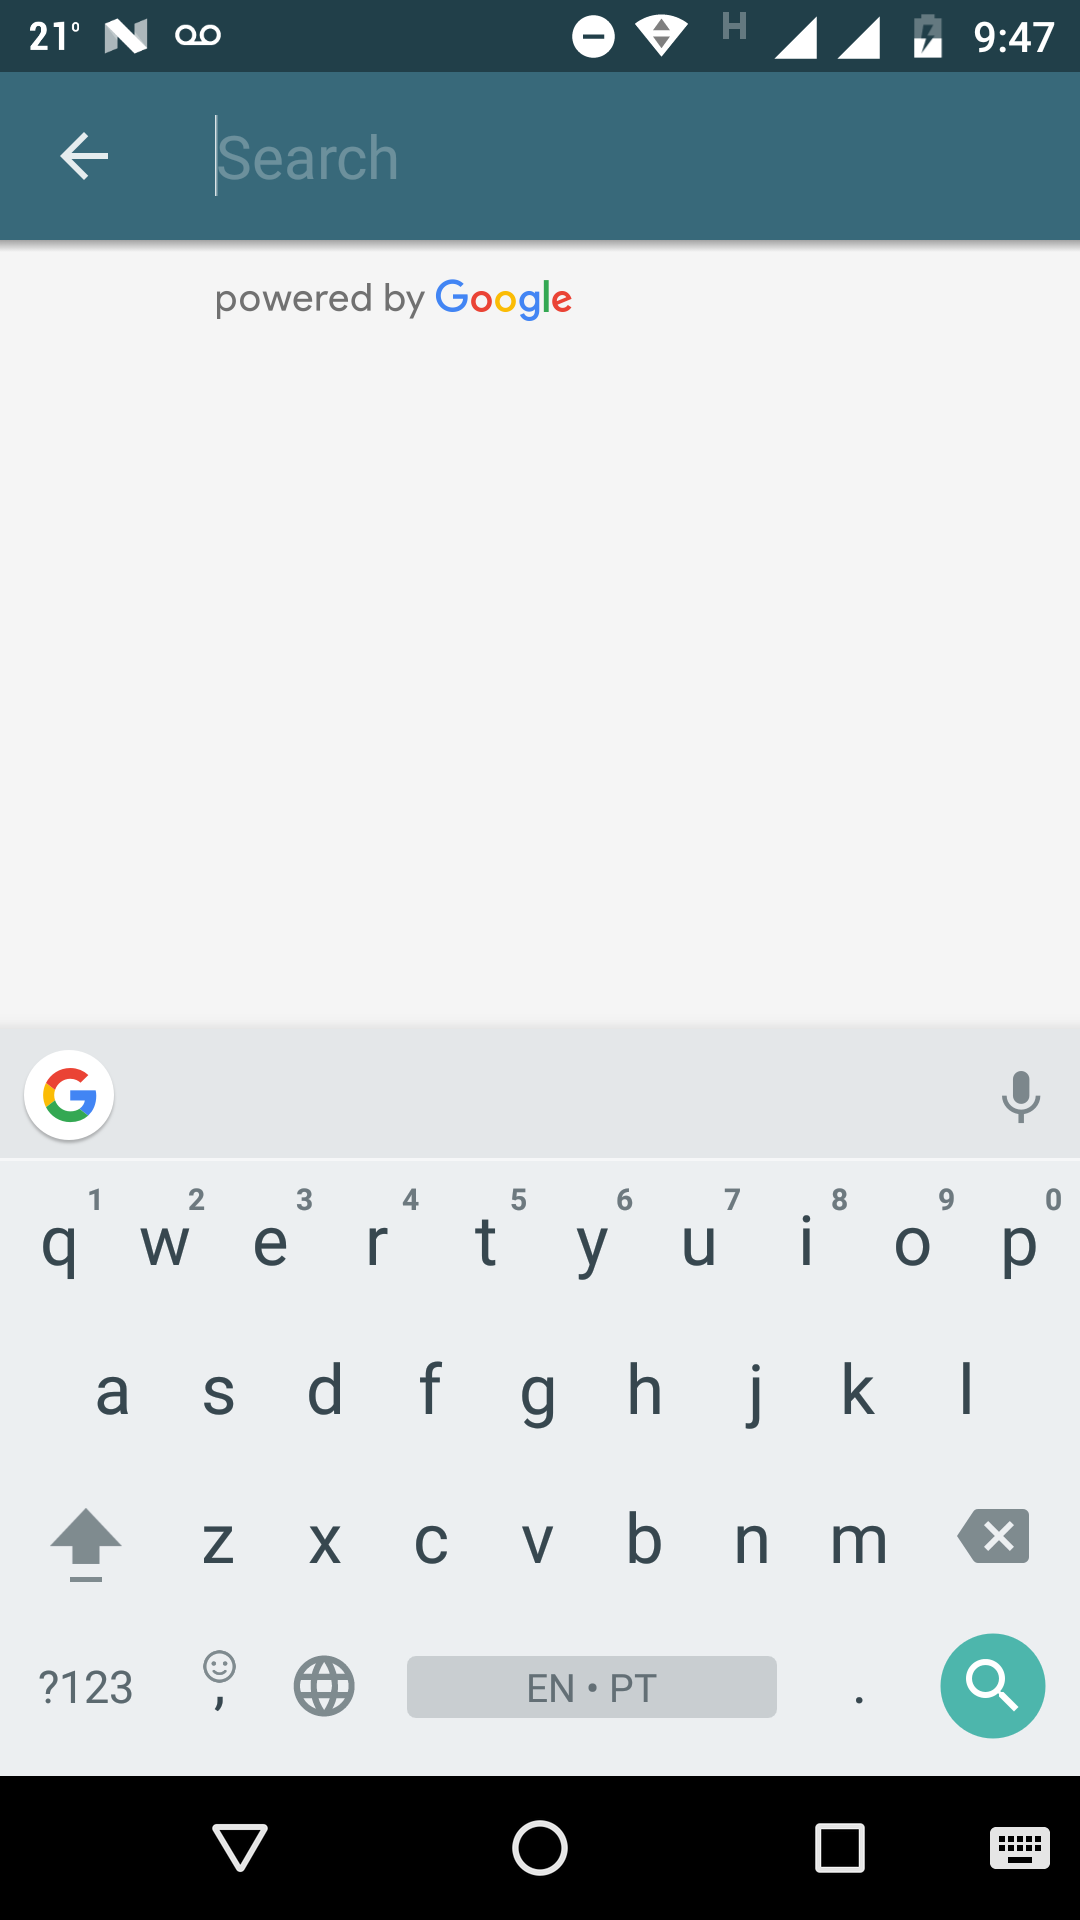 21° N 9:47
H
Search
powered by Google
G
1 2 3 4 5 6 7 8 9 0
q w e r t y u i o p
a s d f g h j k l
z x c v b n m
?123 , EN • PT .